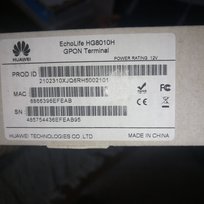 EchoLife HG8010H
GPON Terminal
HUAWEI
POWER RATING 12V
PROD ID
2102310XJQ6RH5002101
MAC
8866395EFEAB
SN
485754436EFEAB95
HUAWEI TECHNOLOGIES CO., LTD.
MADE IN CHINA